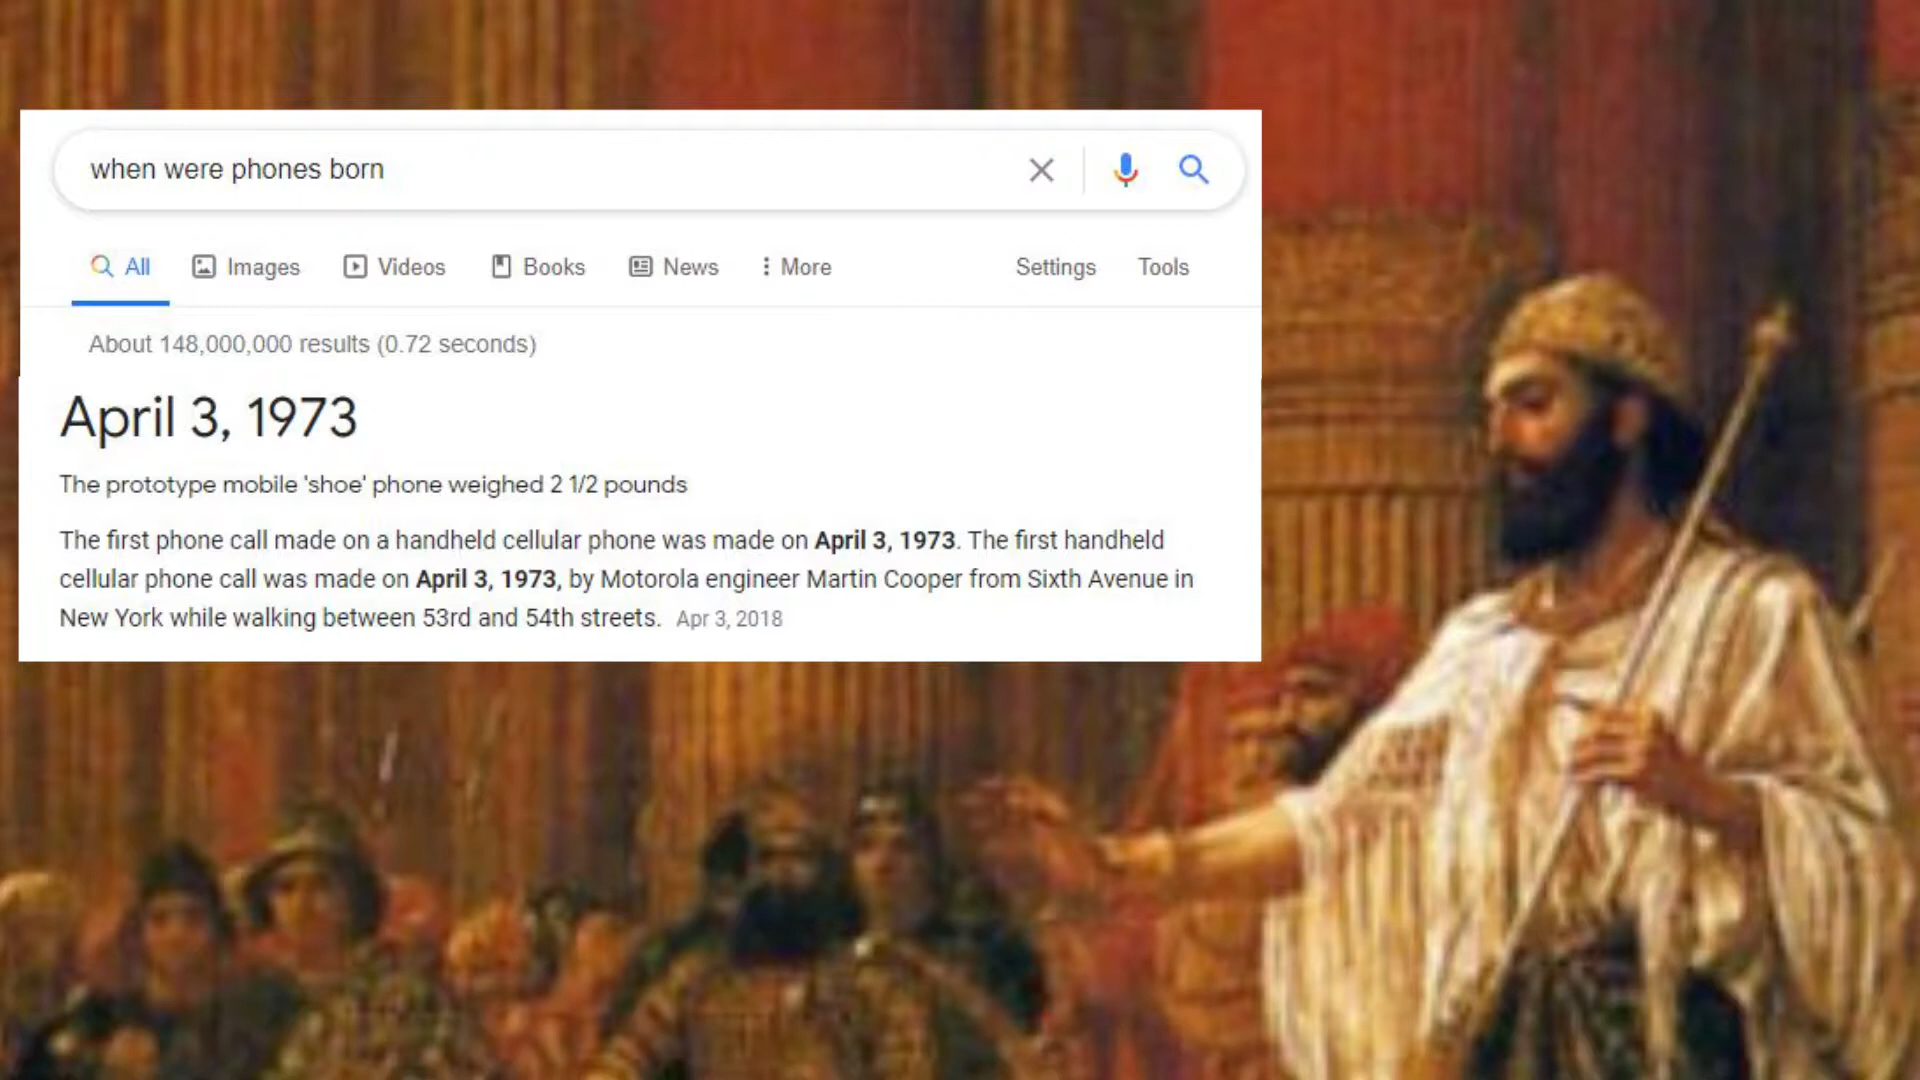 when were phones born
All Images Videos Books News More Settings Tools
About 148,000,000 results (0.72 seconds)
April 3, 1973
The prototype mobile 'shoe' phone weighed 2 1/2 pounds
The first phone call made on a handheld cellular phone was made on April 3, 1973. The first handheld
cellular phone call was made on April 3, 1973, by Motorola engineer Martin Cooper from Sixth Avenue in
New York while walking between 53rd and 54th streets. Apr 3, 2018